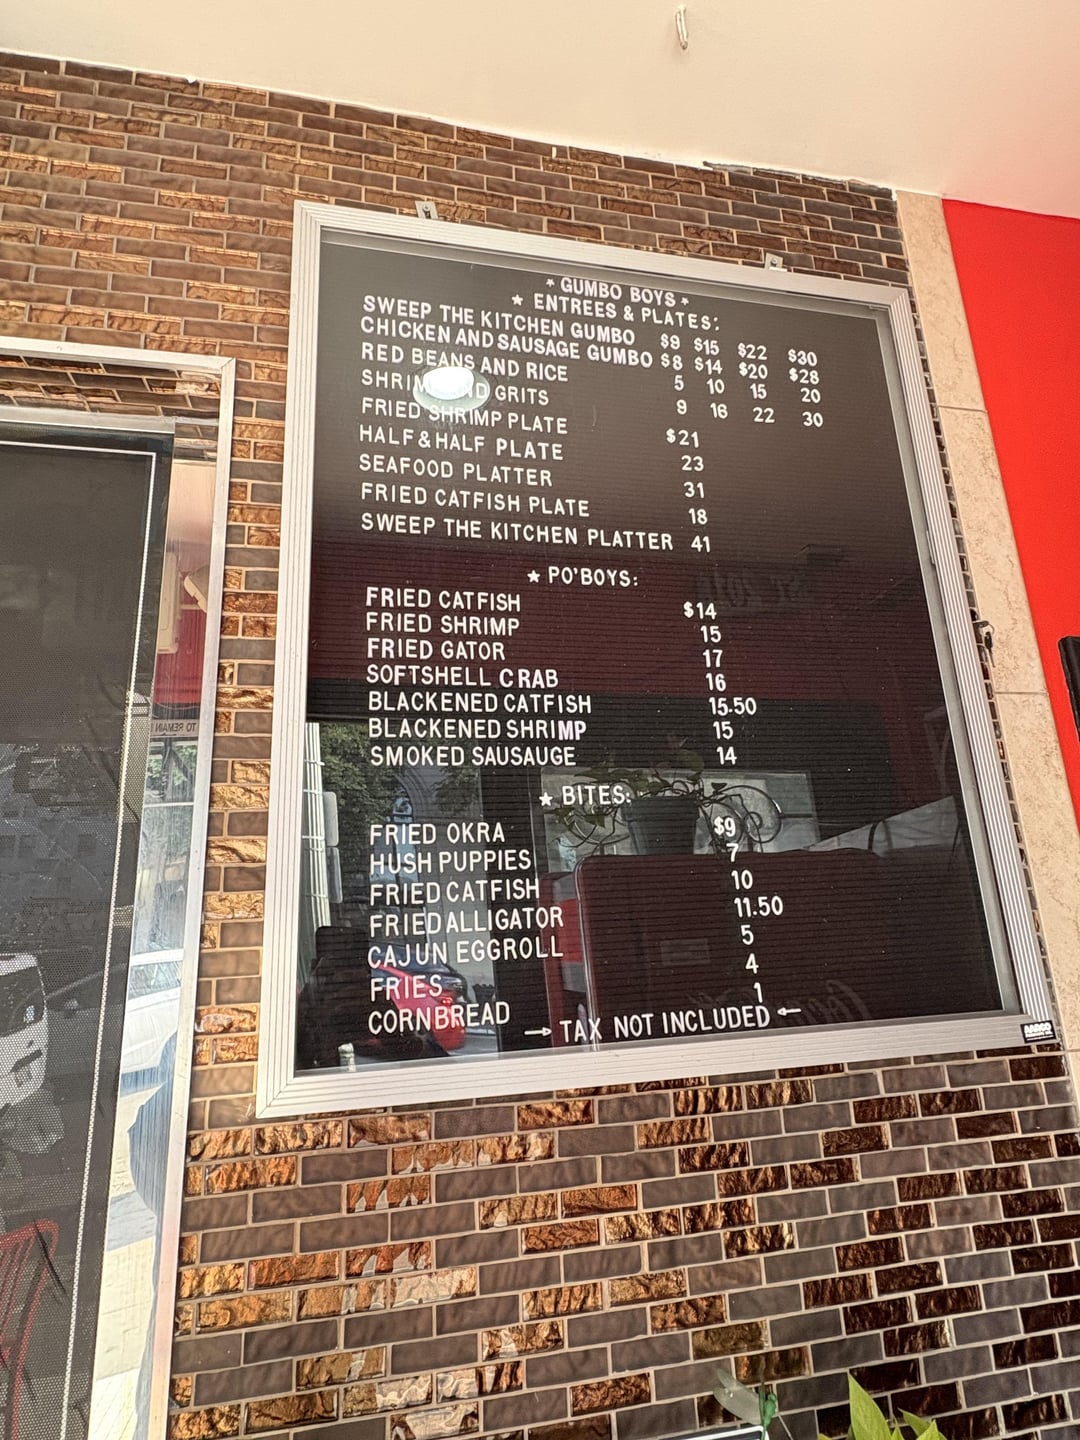 * GUMBO BOYS *
★ ENTREES & PLATES:
SWEEP THE KITCHEN GUMBO $9 $15 $22 $30
CHICKEN AND SAUSAGE GUMBO $8 $14 $20 $28
RED BEANS AND RICE 5 10 15 20
GRITS 9 16 22 30
FRIED SHRIMP PLATE $21
HALF & HALF PLATE 23
SEAFOOD PLATTER 31
FRIED CATFISH PLATE 18
SWEEP THE KITCHEN PLATTER 41
★ PO'BOYS:
FRIED CATFISH $14
FRIED SHRIMP 15
FRIED GATOR 17
SOFTSHELL CRAB 16
BLACKENED CATFISH 15.50
BLACKENED SHRIMP 15
SMOKED SAUSAUGE 14
★ BITES:
FRIED OKRA $9
HUSH PUPPIES 7
FRIED CATFISH 10
FRIED ALLIGATOR 11.50
CAJUN EGGROLL 5
FRIES 4
CORNBREAD 1
→ TAX NOT INCLUDED ←
TO REMAIN